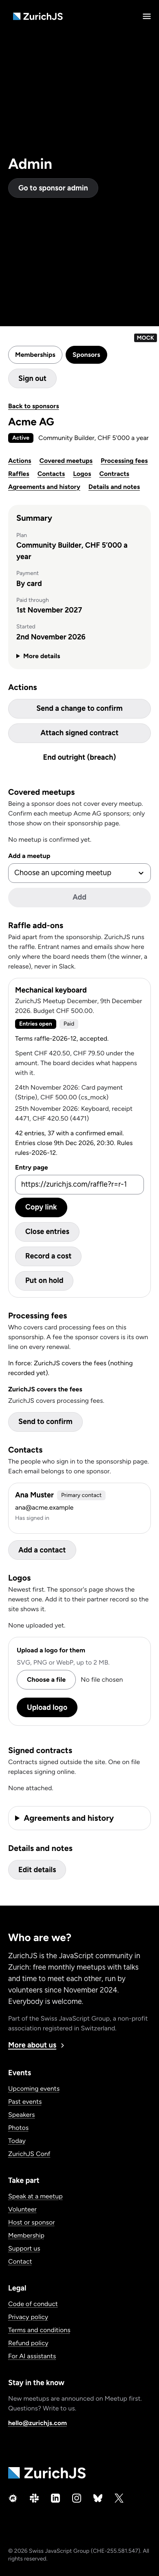 ZurichJS
Admin
Go to sponsor admin
MOCK
Memberships
Sponsors
Sign out
Back to sponsors
Acme AG
Active
Community Builder, CHF 5'000 a year
Actions
Covered meetups
Processing fees
Raffles
Contacts
Logos
Contracts
Agreements and history
Details and notes
Summary
Plan
Community Builder, CHF 5'000 a
year
Payment
By card
Paid through
1st November 2027
Started
2nd November 2026
More details
Actions
Send a change to confirm
Attach signed contract
End outright (breach)
Covered meetups
Being a sponsor does not cover every meetup.
Confirm each meetup Acme AG sponsors; only
those show on their sponsorship page.
No meetup is confirmed yet.
Add a meetup
Choose an upcoming meetup
Add
Raffle add-ons
Paid apart from the sponsorship. ZurichJS runs
the raffle. Entrant names and emails show here
only where the board needs them (the winner, a
release), never in Slack.
Mechanical keyboard
ZurichJS Meetup December, 9th December
2026. Budget CHF 500.00.
Entries open
Paid
Terms raffle-2026-12, accepted.
Spent CHF 420.50, CHF 79.50 under the
amount. The board decides what happens
with it.
24th November 2026: Card payment
(Stripe), CHF 500.00 (cs_mock)
25th November 2026: Keyboard, receipt
4471, CHF 420.50 (4471)
42 entries, 37 with a confirmed email.
Entries close 9th Dec 2026, 20:30. Rules
rules-2026-12.
Entry page
https://zurichjs.com/raffle?r=r-1
Copy link
Close entries
Record a cost
Put on hold
Processing fees
Who covers card processing fees on this
sponsorship. A fee the sponsor covers is its own
line on every renewal.
In force: ZurichJS covers the fees (nothing
recorded yet).
ZurichJS covers the fees
ZurichJS covers processing fees.
Send to confirm
Contacts
The people who sign in to the sponsorship page.
Each email belongs to one sponsor.
Ana Muster
Primary contact
ana@acme.example
Has signed in
Add a contact
Logos
Newest first. The sponsor's page shows the
newest one. Add it to their partner record so the
site shows it.
None uploaded yet.
Upload a logo for them
SVG, PNG or WebP, up to 2 MB.
Choose a file
No file chosen
Upload logo
Signed contracts
Contracts signed outside the site. One on file
replaces signing online.
None attached.
Agreements and history
Details and notes
Edit details
Who are we?
ZurichJS is the JavaScript community in
Zurich: free monthly meetups with talks
and time to meet each other, run by
volunteers since November 2024.
Everybody is welcome.
Part of the Swiss JavaScript Group, a non-profit
association registered in Switzerland.
More about us
Events
Upcoming events
Past events
Speakers
Photos
Today
ZurichJS Conf
Take part
Speak at a meetup
Volunteer
Host or sponsor
Membership
Support us
Contact
Legal
Code of conduct
Privacy policy
Terms and conditions
Refund policy
For AI assistants
Stay in the know
New meetups are announced on Meetup first.
Questions? Write to us.
hello@zurichjs.com
ZurichJS
© 2026 Swiss JavaScript Group (CHE-255.581.547). All
rights reserved.